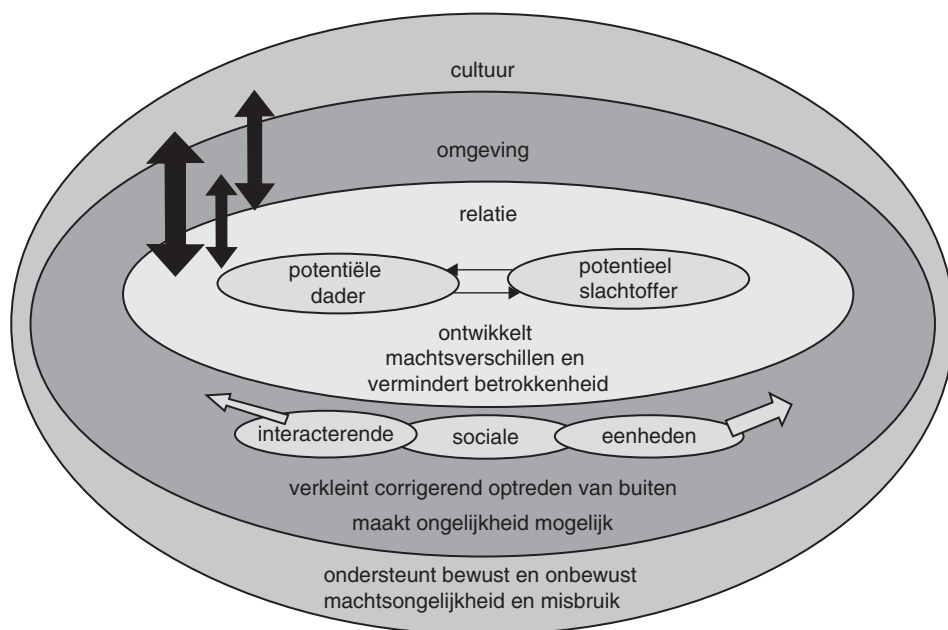 cultuur
omgeving
relatie
potentiële
dader
potentieel
slachtoffer
ontwikkelt
machtsverschillen en
vermindert betrokkenheid
interacterende
sociale
eenheden
verkleint corrigerend optreden van buiten
maakt ongelijkheid mogelijk
ondersteunt bewust en onbewust
machtsongelijkheid en misbruik